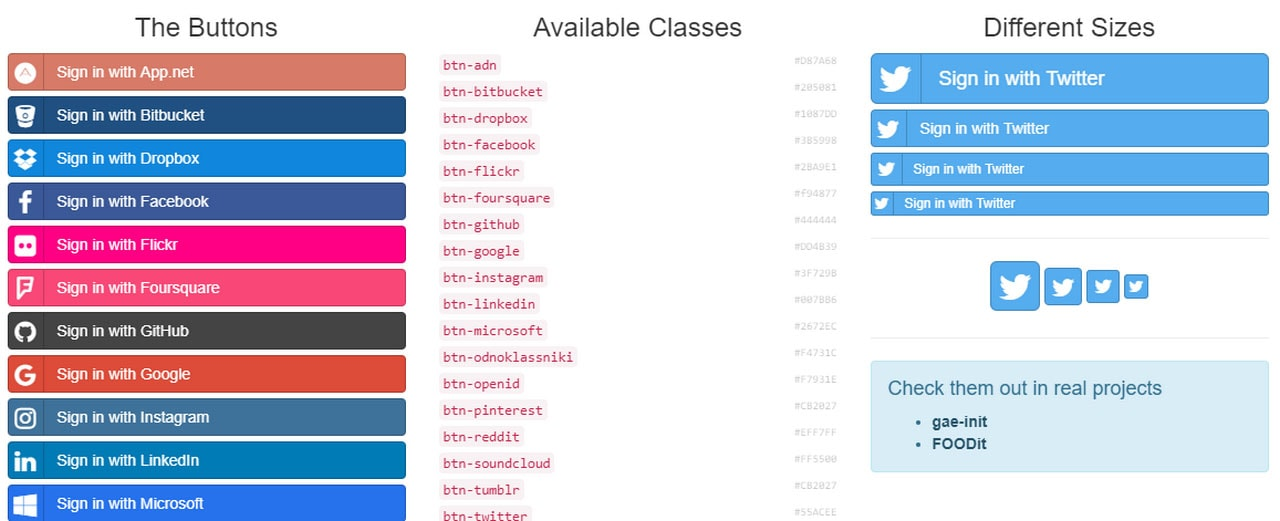 The Buttons
Sign in with App.net
Sign in with Bitbucket
Sign in with Dropbox
Sign in with Facebook
Sign in with Flickr
Sign in with Foursquare
Sign in with GitHub
Sign in with Google
Sign in with Instagram
Sign in with LinkedIn
Sign in with Microsoft
Available Classes
btn-adn #D87A68
btn-bitbucket #205081
btn-dropbox #1087DD
btn-facebook #3B5998
btn-flickr #2BA9E1
btn-foursquare #f94877
btn-github #444444
btn-google #DD4B39
btn-instagram #3F729B
btn-linkedin #007BB6
btn-microsoft #2672EC
btn-odnoklassniki #F4731C
btn-openid #F7931E
btn-pinterest #CB2027
btn-reddit #EFF7FF
btn-soundcloud #FF5500
btn-tumblr #CB2027
btn-twitter #55ACEE
Different Sizes
Sign in with Twitter
Sign in with Twitter
Sign in with Twitter
Sign in with Twitter
Check them out in real projects
gae-init
FOODit